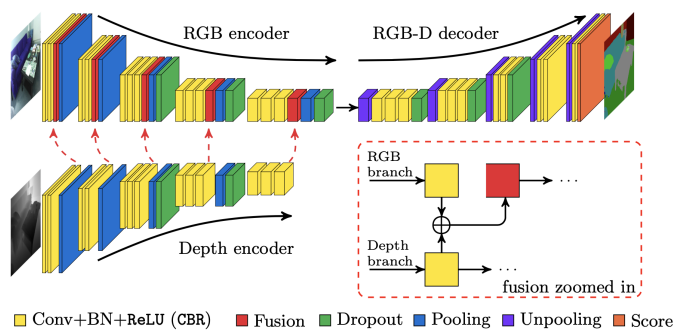 RGB encoder
RGB-D decoder
RGB
branch
Depth
branch
...
...
fusion zoomed in
Depth encoder
Conv+BN+ReLU (CBR)
Fusion
Dropout
Pooling
Unpooling
Score